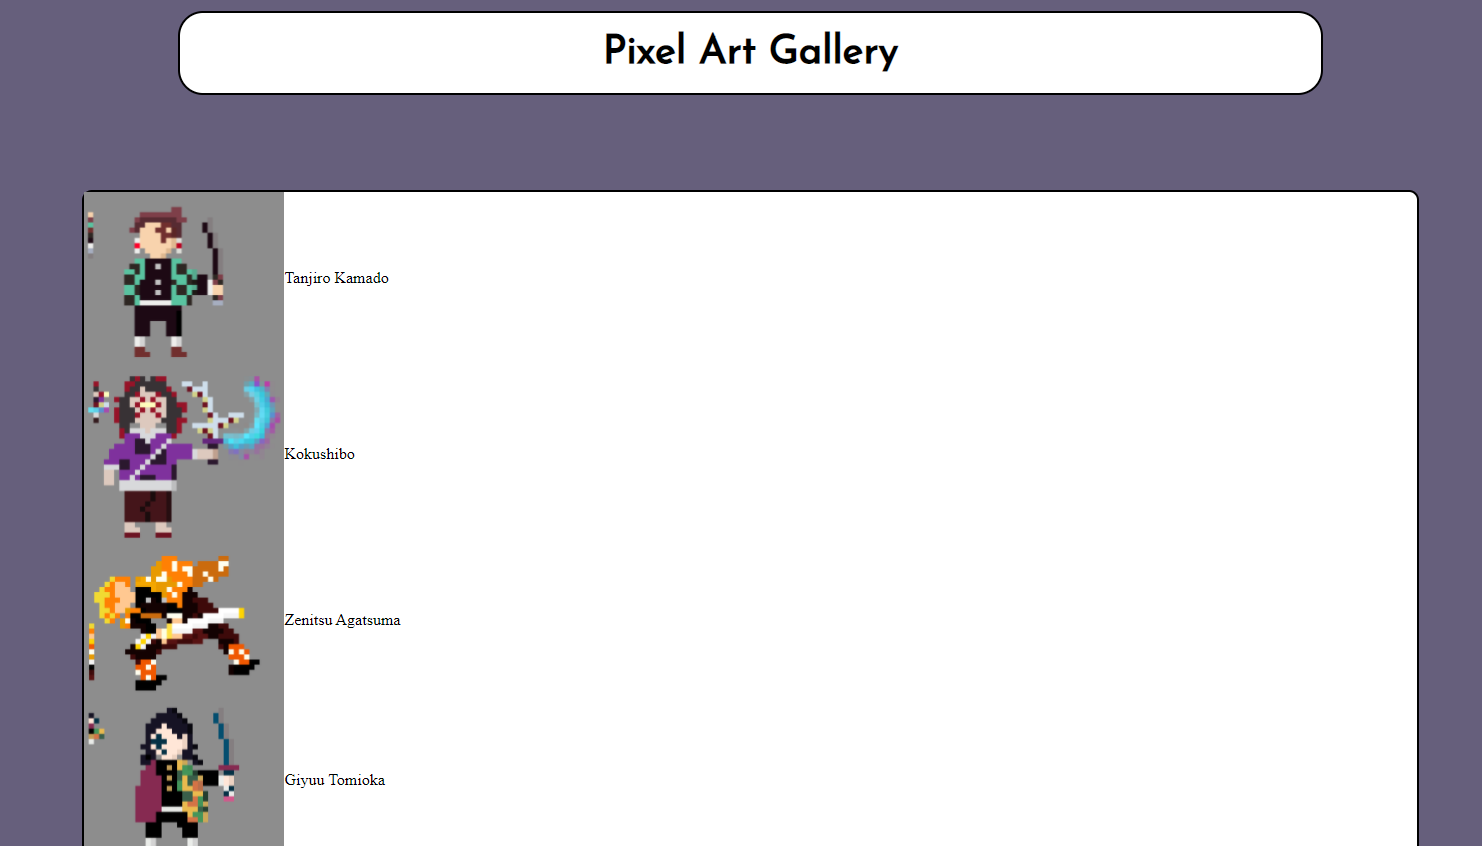 Pixel Art Gallery
Tanjiro Kamado
Kokushibo
Zenitsu Agatsuma
Giyuu Tomioka